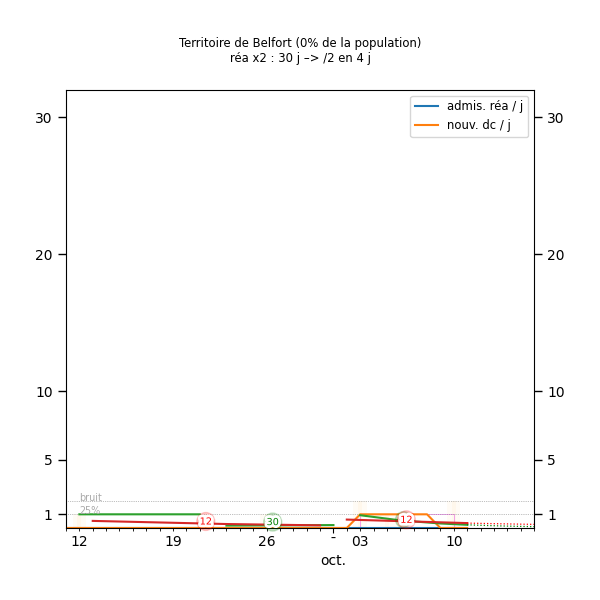 Territoire de Belfort (0% de la population)
réa x2 : 30 j –> /2 en 4 j
admis. réa / j
nouv. dc / j
30 30
20 20
10 10
5 5
bruit
25%
1 1
12 30 12
12 19 26 - 03 10
oct.